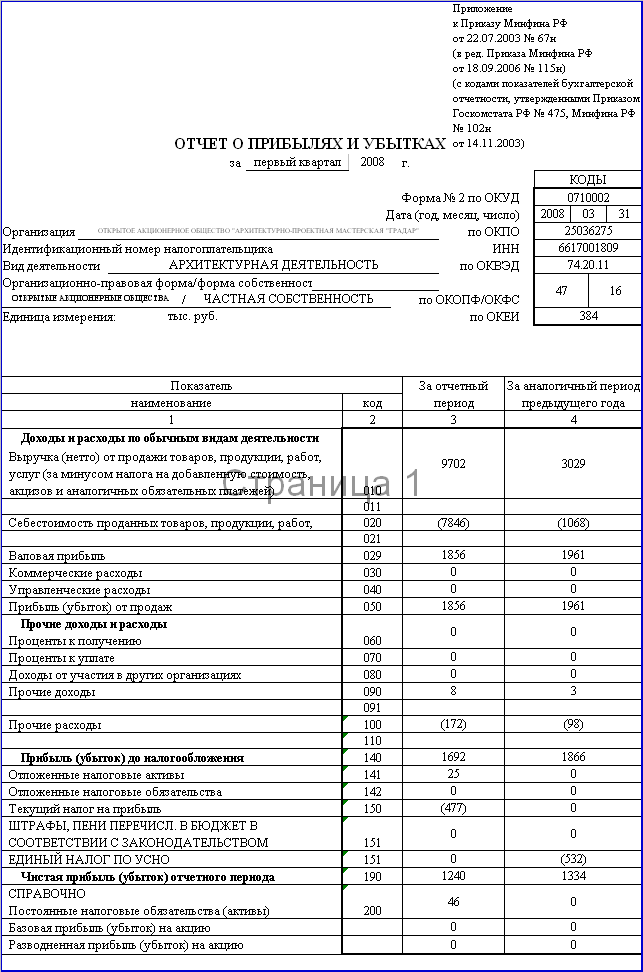 Приложение
к Приказу Минфина РФ
от 22.07.2003 № 67н
(в ред. Приказа Минфина РФ
от 18.09.2006 № 115н)
(с кодами показателей бухгалтерской
отчетности, утвержденными Приказом
Госкомстата РФ № 475, Минфина РФ
№ 102н
от 14.11.2003)
ОТЧЕТ О ПРИБЫЛЯХ И УБЫТКАХ
за первый квартал 2008 г.
КОДЫ
Форма № 2 по ОКУД 0710002
Дата (год, месяц, число) 2008 03 31
Организация ОТКРЫТОЕ АКЦИОНЕРНОЕ ОБЩЕСТВО "АРХИТЕКТУРНО-ПРОЕКТНАЯ МАСТЕРСКАЯ "ГРАДАР" по ОКПО 25036275
Идентификационный номер налогоплательщика ИНН 6617001809
Вид деятельности АРХИТЕКТУРНАЯ ДЕЯТЕЛЬНОСТЬ по ОКВЭД 74.20.11
Организационно-правовая форма/форма собственност
ОТКРЫТЫЕ АКЦИОНЕРНЫЕ ОБЩЕСТВА / ЧАСТНАЯ СОБСТВЕННОСТЬ по ОКОПФ/ОКФС 47 16
Единица измерения: тыс. руб. по ОКЕИ 384
Показатель За отчетный За аналогичный период
наименование код период предыдущего года
1 2 3 4
Доходы и расходы по обычным видам деятельности
Выручка (нетто) от продажи товаров, продукции, работ, 9702 3029
услуг (за минусом налога на добавленную стоимость,
акцизов и аналогичных обязательных платежей) 010
Страница 1
011
Себестоимость проданных товаров, продукции, работ, 020 (7846) (1068)
021
Валовая прибыль 029 1856 1961
Коммерческие расходы 030 0 0
Управленческие расходы 040 0 0
Прибыль (убыток) от продаж 050 1856 1961
Прочие доходы и расходы
Проценты к получению 060 0 0
Проценты к уплате 070 0 0
Доходы от участия в других организациях 080 0 0
Прочие доходы 090 8 3
091
Прочие расходы 100 (172) (98)
110
Прибыль (убыток) до налогообложения 140 1692 1866
Отложенные налоговые активы 141 25 0
Отложенные налоговые обязательства 142 0 0
Текущий налог на прибыль 150 (477) 0
ШТРАФЫ, ПЕНИ ПЕРЕЧИСЛ. В БЮДЖЕТ В
СООТВЕТСТВИИ С ЗАКОНОДАТЕЛЬСТВОМ 151 0 0
ЕДИНЫЙ НАЛОГ ПО УСНО 151 0 (532)
Чистая прибыль (убыток) отчетного периода 190 1240 1334
СПРАВОЧНО
Постоянные налоговые обязательства (активы) 200 46 0
Базовая прибыль (убыток) на акцию 0 0
Разводненная прибыль (убыток) на акцию 0 0